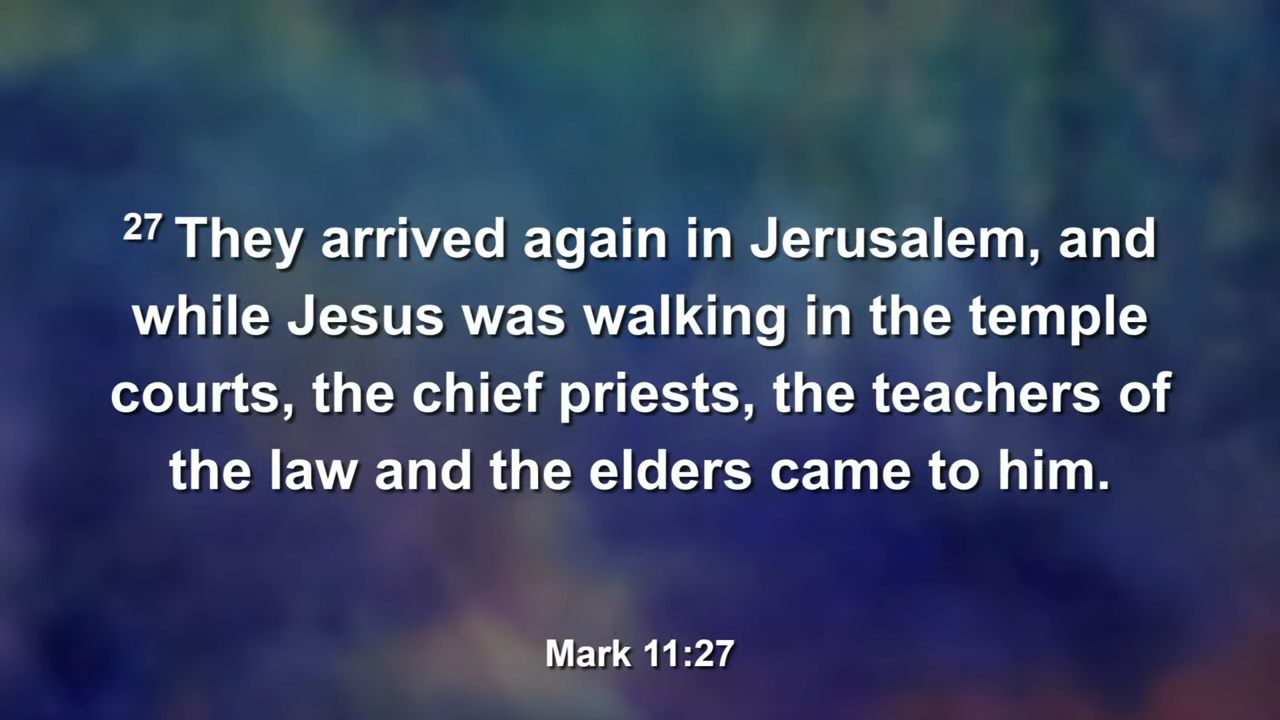 27 They arrived again in Jerusalem, and
while Jesus was walking in the temple
courts, the chief priests, the teachers of
the law and the elders came to him.
Mark 11:27